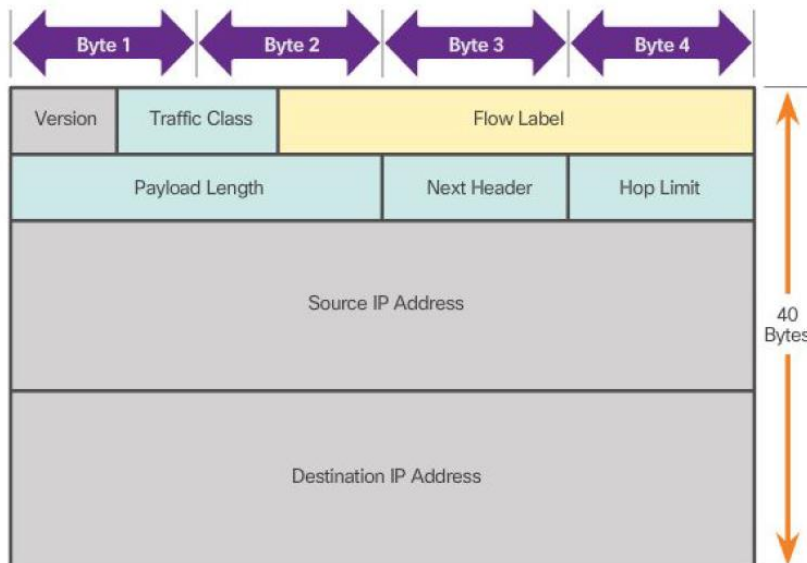 Byte 1 Byte 2 Byte 3 Byte 4
Version Traffic Class Flow Label
Payload Length Next Header Hop Limit
Source IP Address
40
Bytes
Destination IP Address